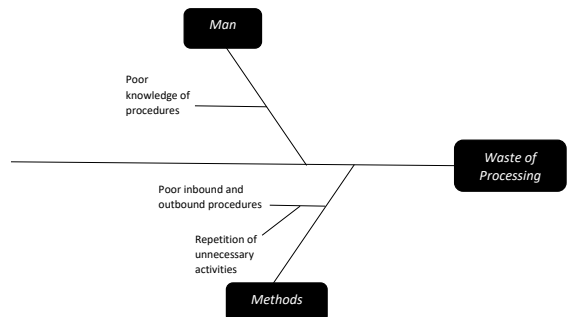 Man
Poor
knowledge of
procedures
Waste of
Processing
Poor inbound and
outbound procedures
Repetition of
unnecessary
activities
Methods